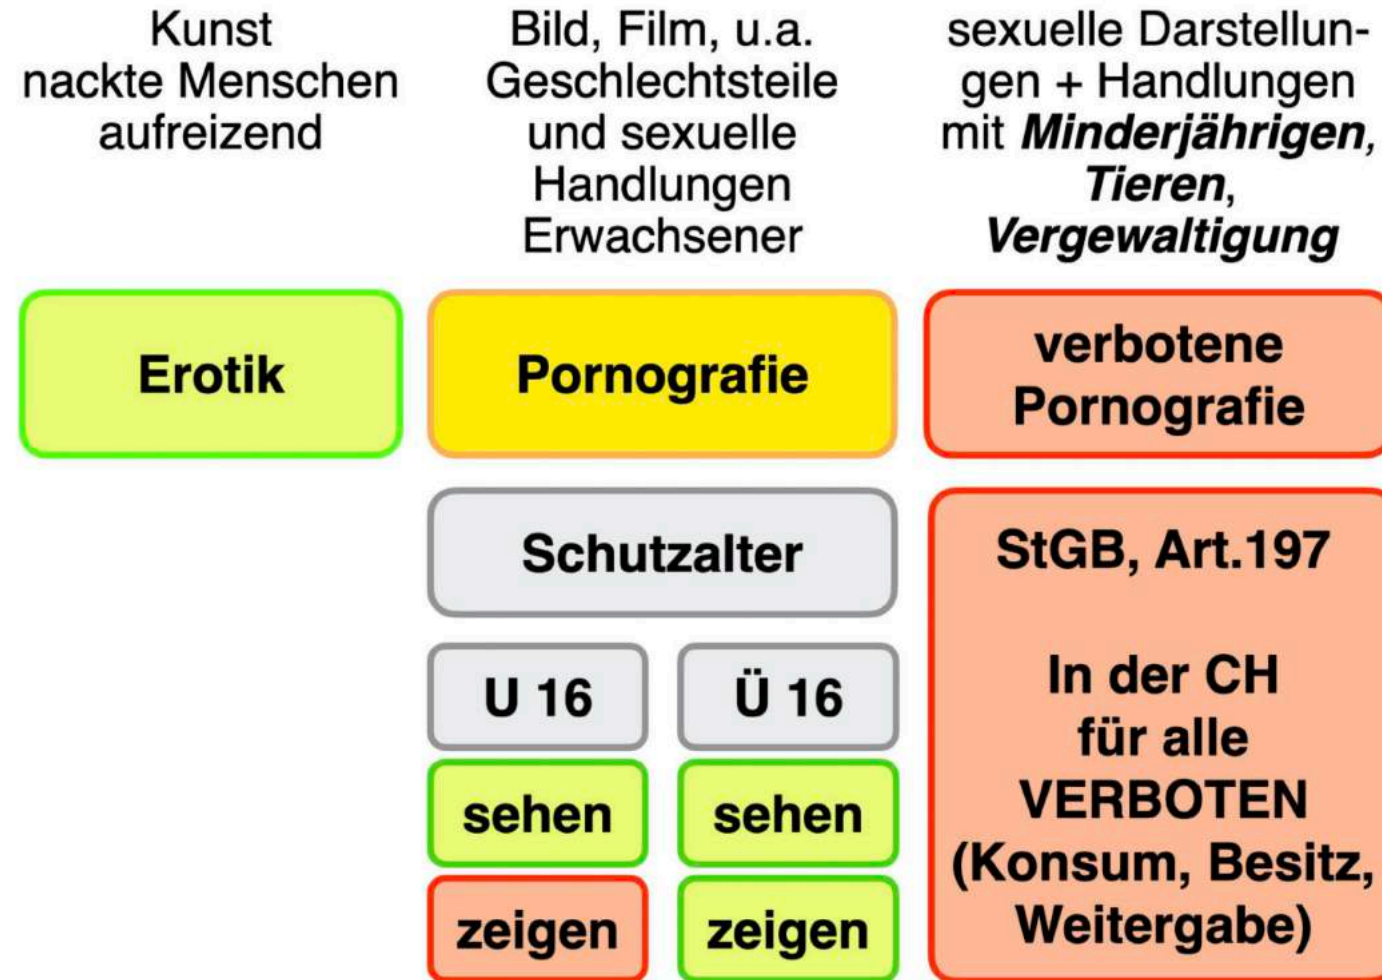 Kunst
nackte Menschen
aufreizend
Bild, Film, u.a.
Geschlechtsteile
und sexuelle
Handlungen
Erwachsener
sexuelle Darstellun-
gen + Handlungen
mit Minderjährigen,
Tieren,
Vergewaltigung
Erotik
Pornografie
verbotene
Pornografie
Schutzalter
U 16
Ü 16
sehen
sehen
zeigen
zeigen
StGB, Art.197
In der CH
für alle
VERBOTEN
(Konsum, Besitz,
Weitergabe)